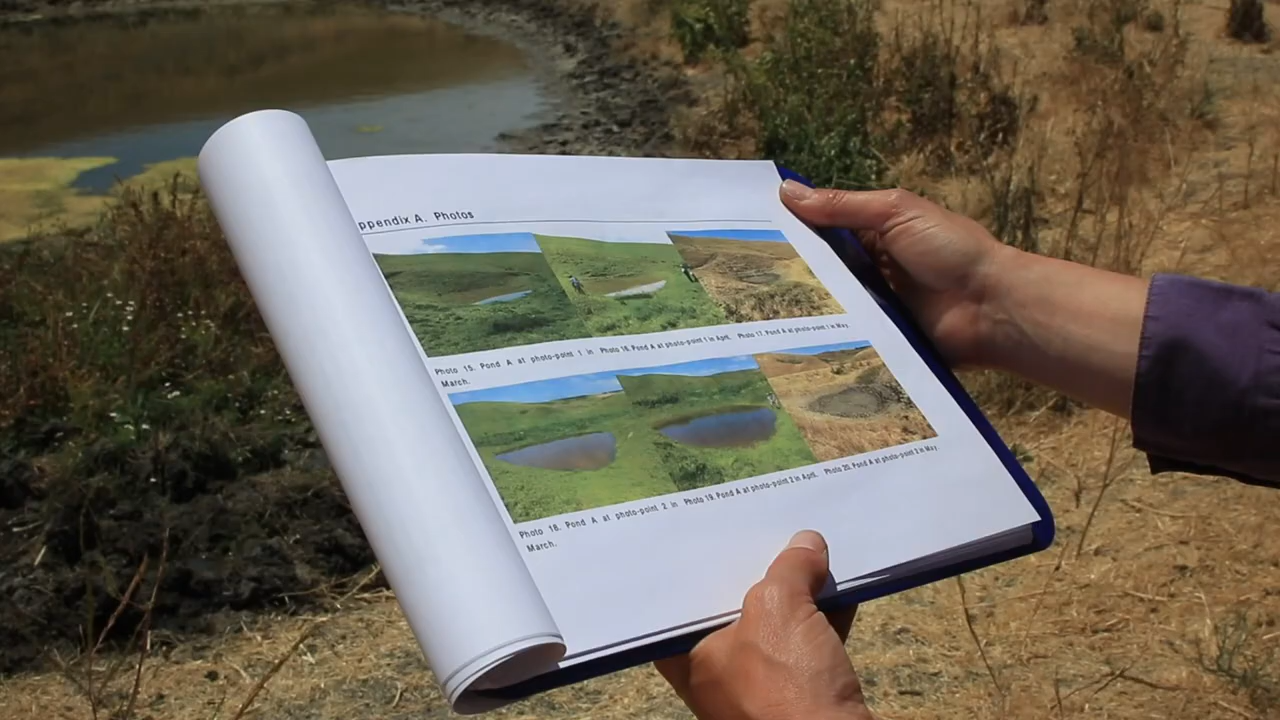 ppendix A. Photos
Photo 15. Pond A at photo-point 1 in Photo 16. Pond A at photo-point 1 in April. Photo 17. Pond A at photo-point 1 in May.
March.
Photo 18. Pond A at photo-point 2 in Photo 19. Pond A at photo-point 2 in April. Photo 20. Pond A at photo-point 2 in May.
March.